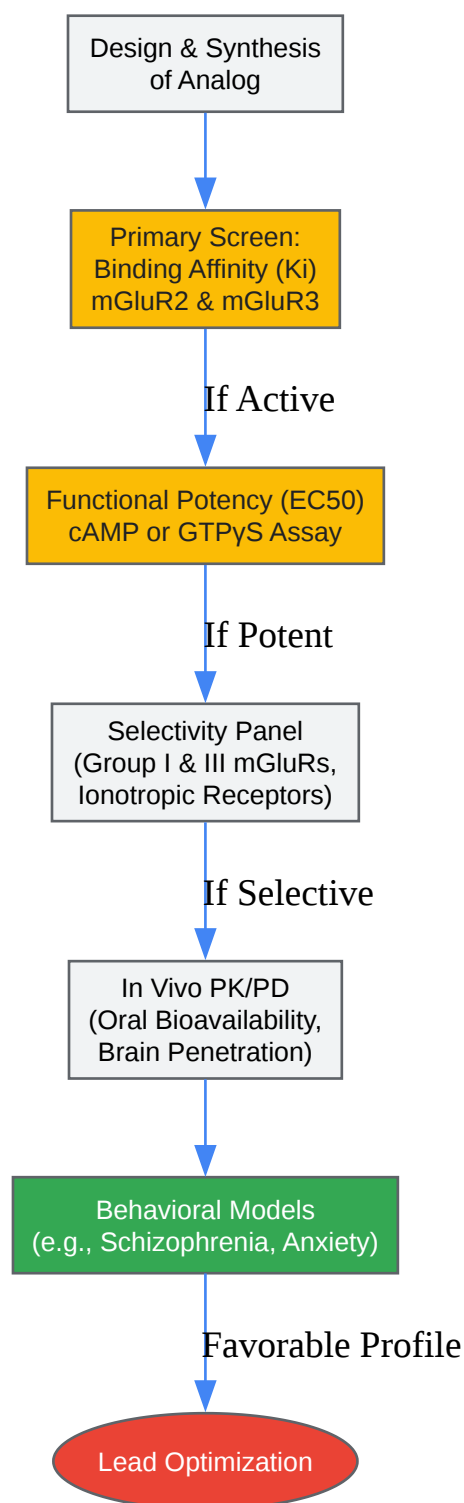 Design & Synthesis
of Analog
Primary Screen:
Binding Affinity (Ki)
mGluR2 & mGluR3
If Active
Functional Potency (EC50)
cAMP or GTPγS Assay
If Potent
Selectivity Panel
(Group I & III mGluRs,
Ionotropic Receptors)
If Selective
In Vivo PK/PD
(Oral Bioavailability,
Brain Penetration)
Behavioral Models
(e.g., Schizophrenia, Anxiety)
Favorable Profile
Lead Optimization